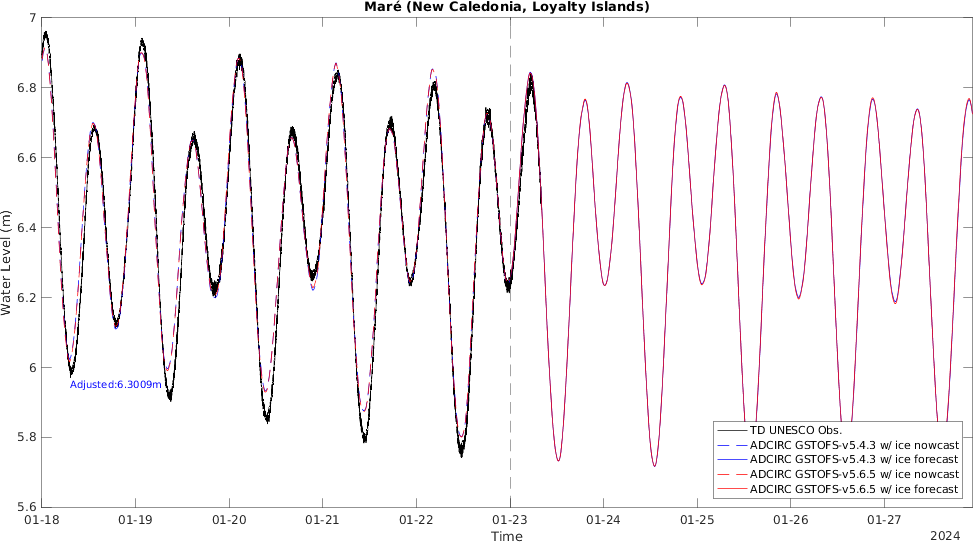 Maré (New Caledonia, Loyalty Islands)
7
6.8
6.6
6.4
6.2
6
5.8
5.6
Water Level (m)
Adjusted:6.3009m
TD UNESCO Obs.
ADCIRC GSTOFS-v5.4.3 w/ ice nowcast
ADCIRC GSTOFS-v5.4.3 w/ ice forecast
ADCIRC GSTOFS-v5.6.5 w/ ice nowcast
ADCIRC GSTOFS-v5.6.5 w/ ice forecast
01-18 01-19 01-20 01-21 01-22 01-23 01-24 01-25 01-26 01-27
Time
2024